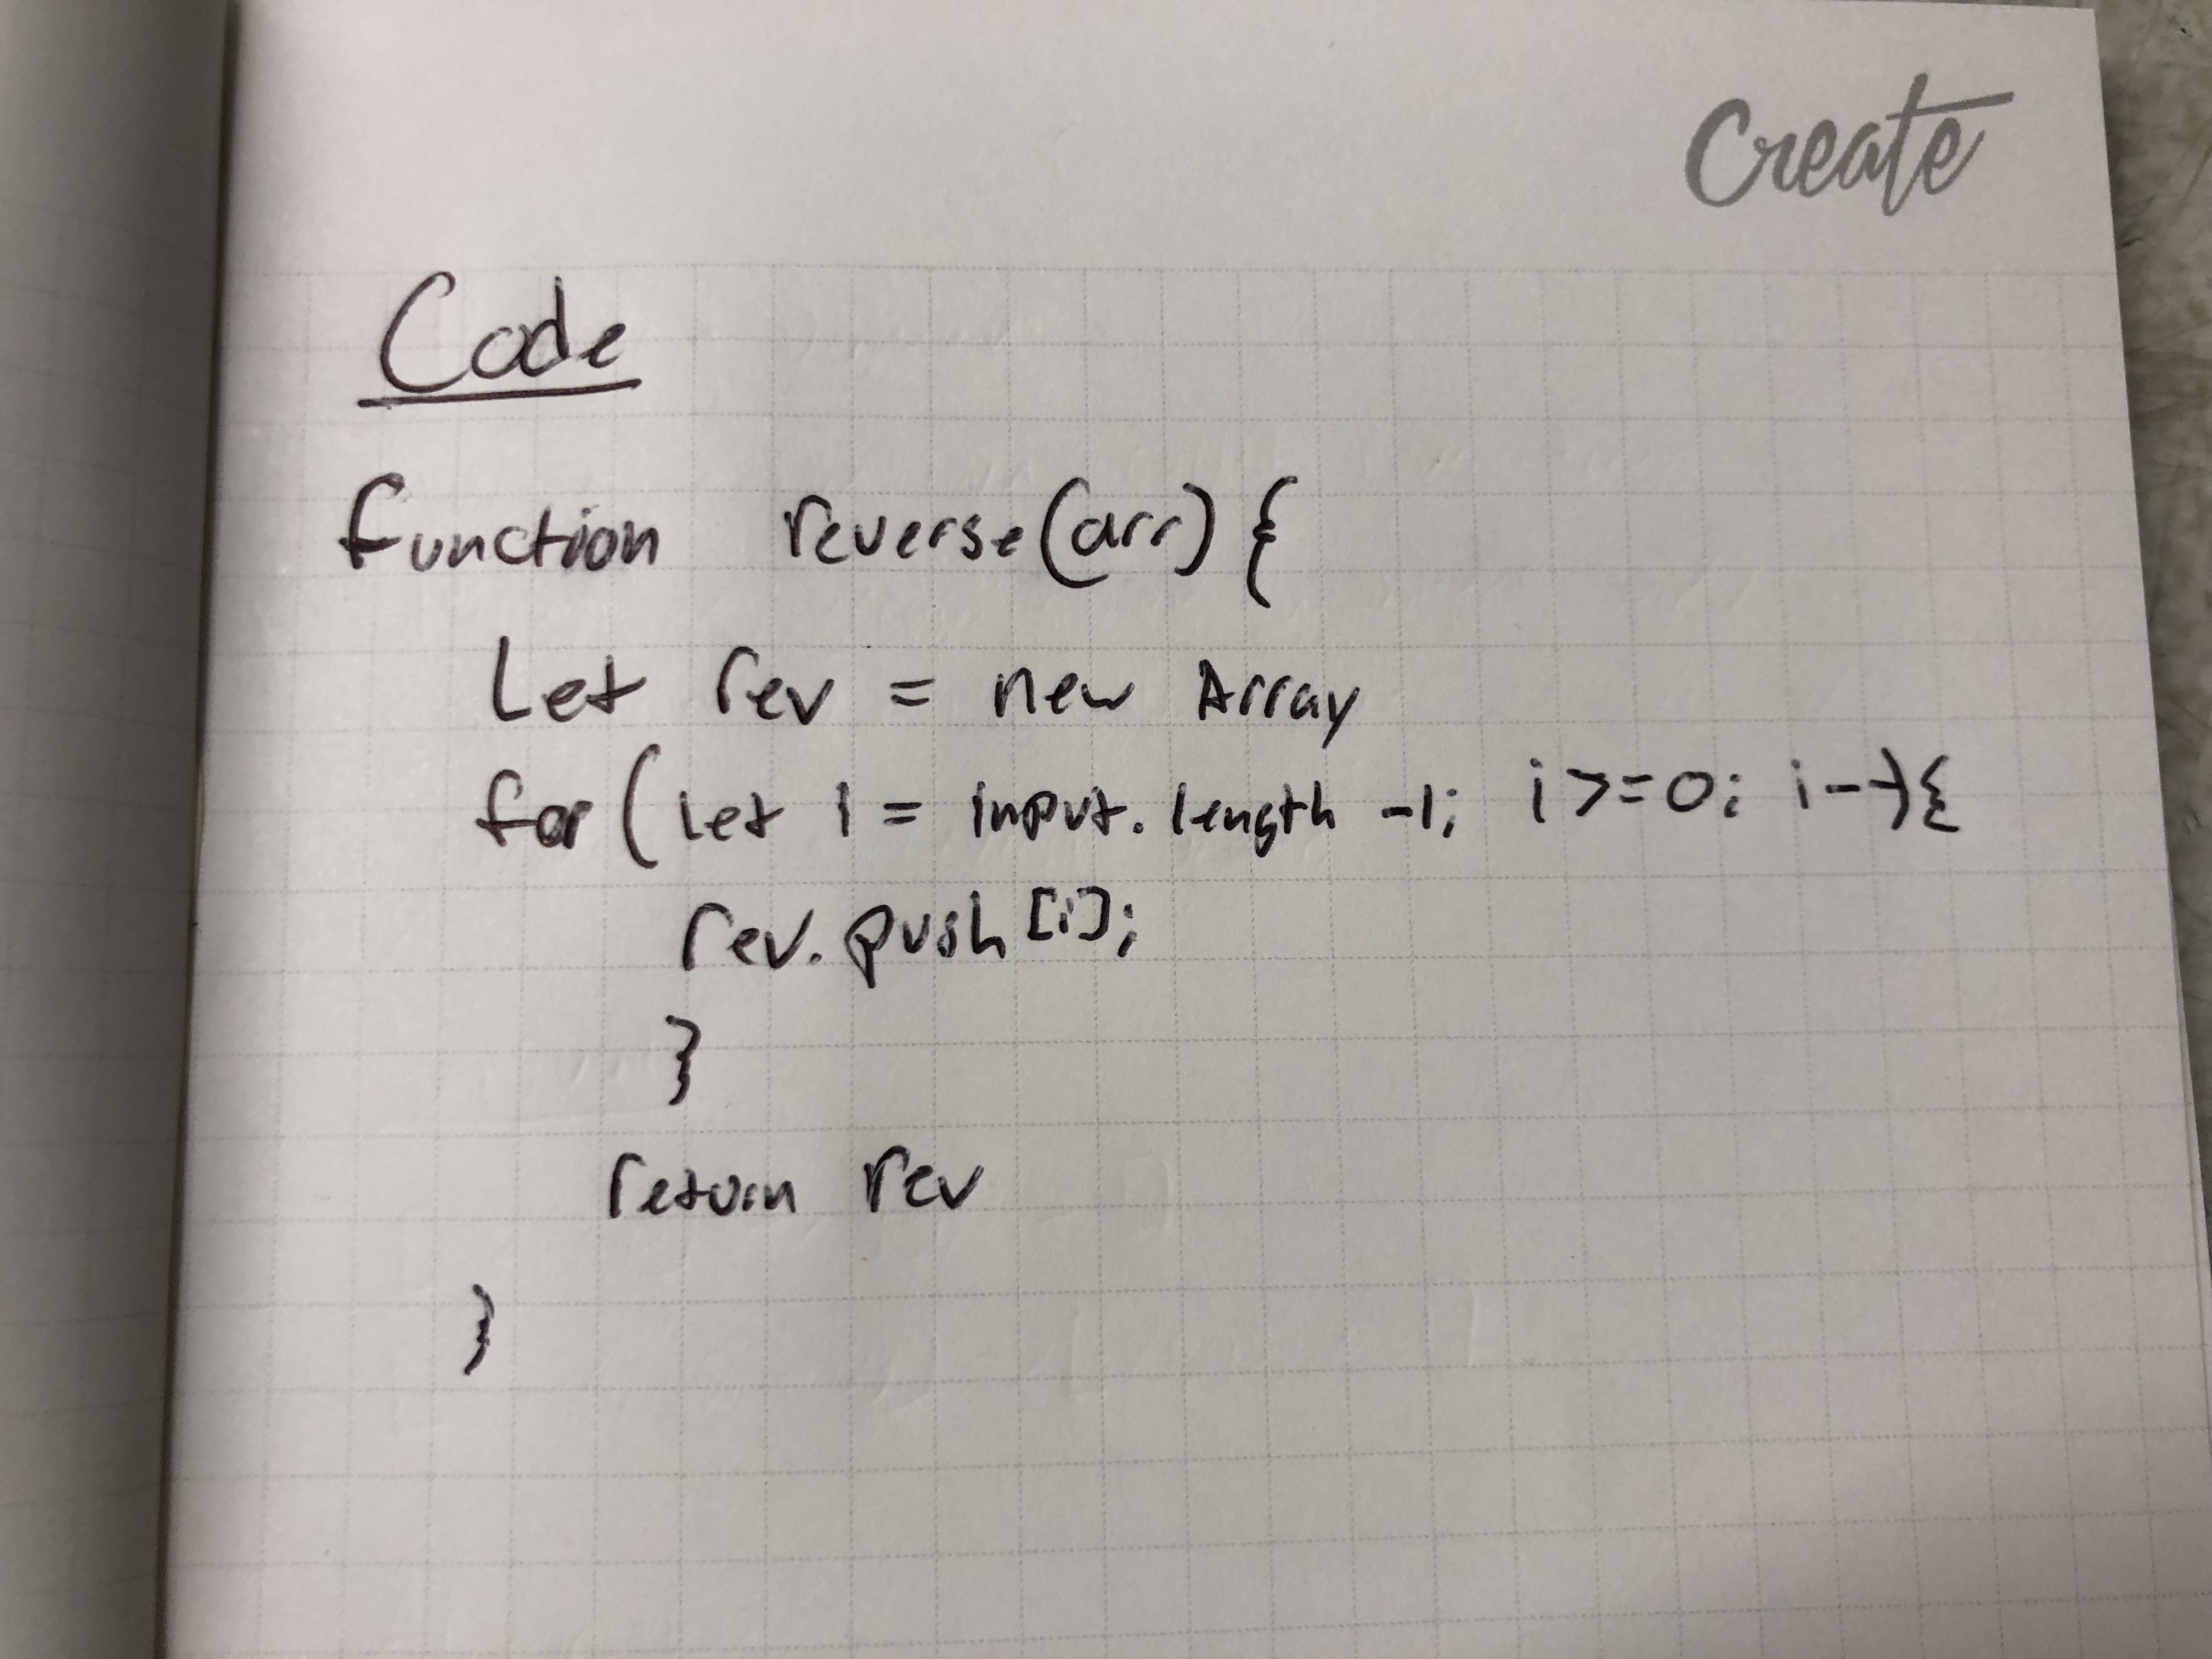 Create
Code
function reverse(arr) {
Let rev = new Array
for (let i = input.length -1; i >= 0; i--){
rev.push[i];
}
return rev
}